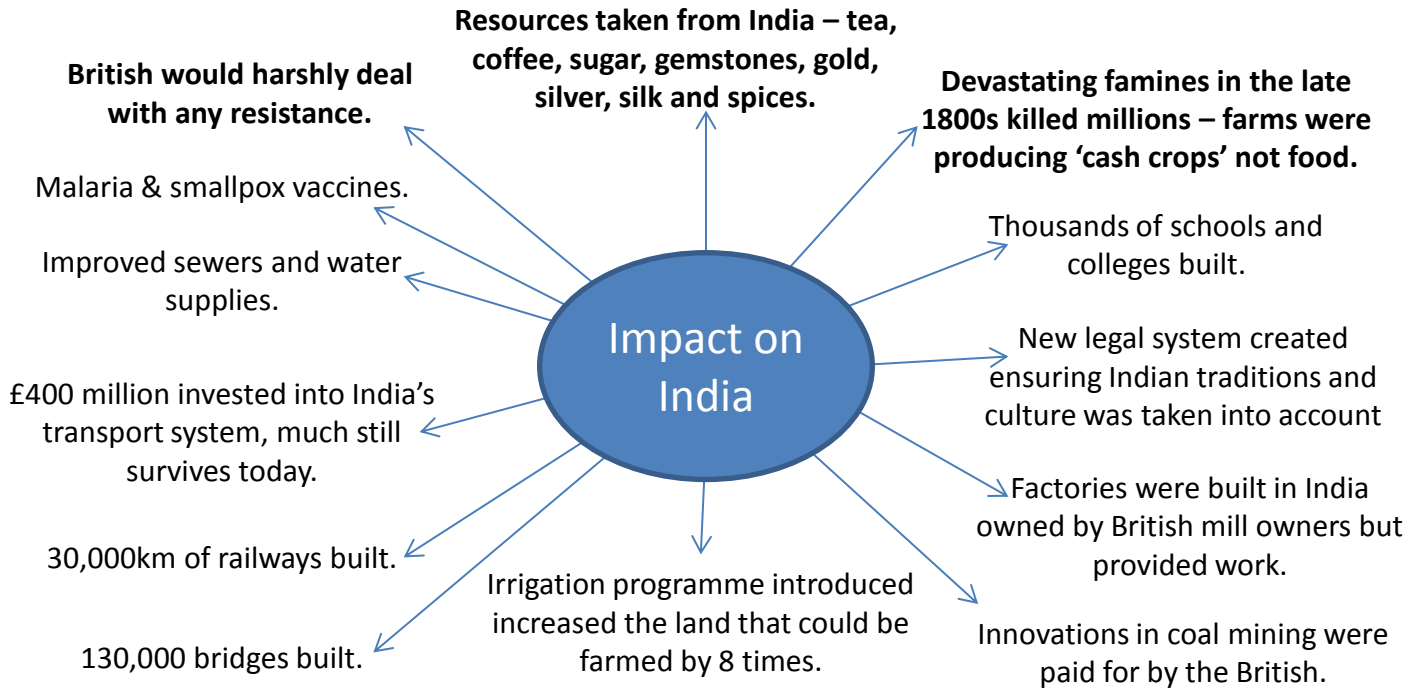 Resources taken from India – tea,
coffee, sugar, gemstones, gold,
silver, silk and spices.
British would harshly deal
with any resistance.
Devastating famines in the late
1800s killed millions – farms were
producing ‘cash crops’ not food.
Malaria & smallpox vaccines.
Thousands of schools and
colleges built.
Improved sewers and water
supplies.
Impact on
India
New legal system created
ensuring Indian traditions and
culture was taken into account
£400 million invested into India’s
transport system, much still
survives today.
Factories were built in India
owned by British mill owners but
provided work.
30,000km of railways built.
Irrigation programme introduced
increased the land that could be
farmed by 8 times.
Innovations in coal mining were
paid for by the British.
130,000 bridges built.